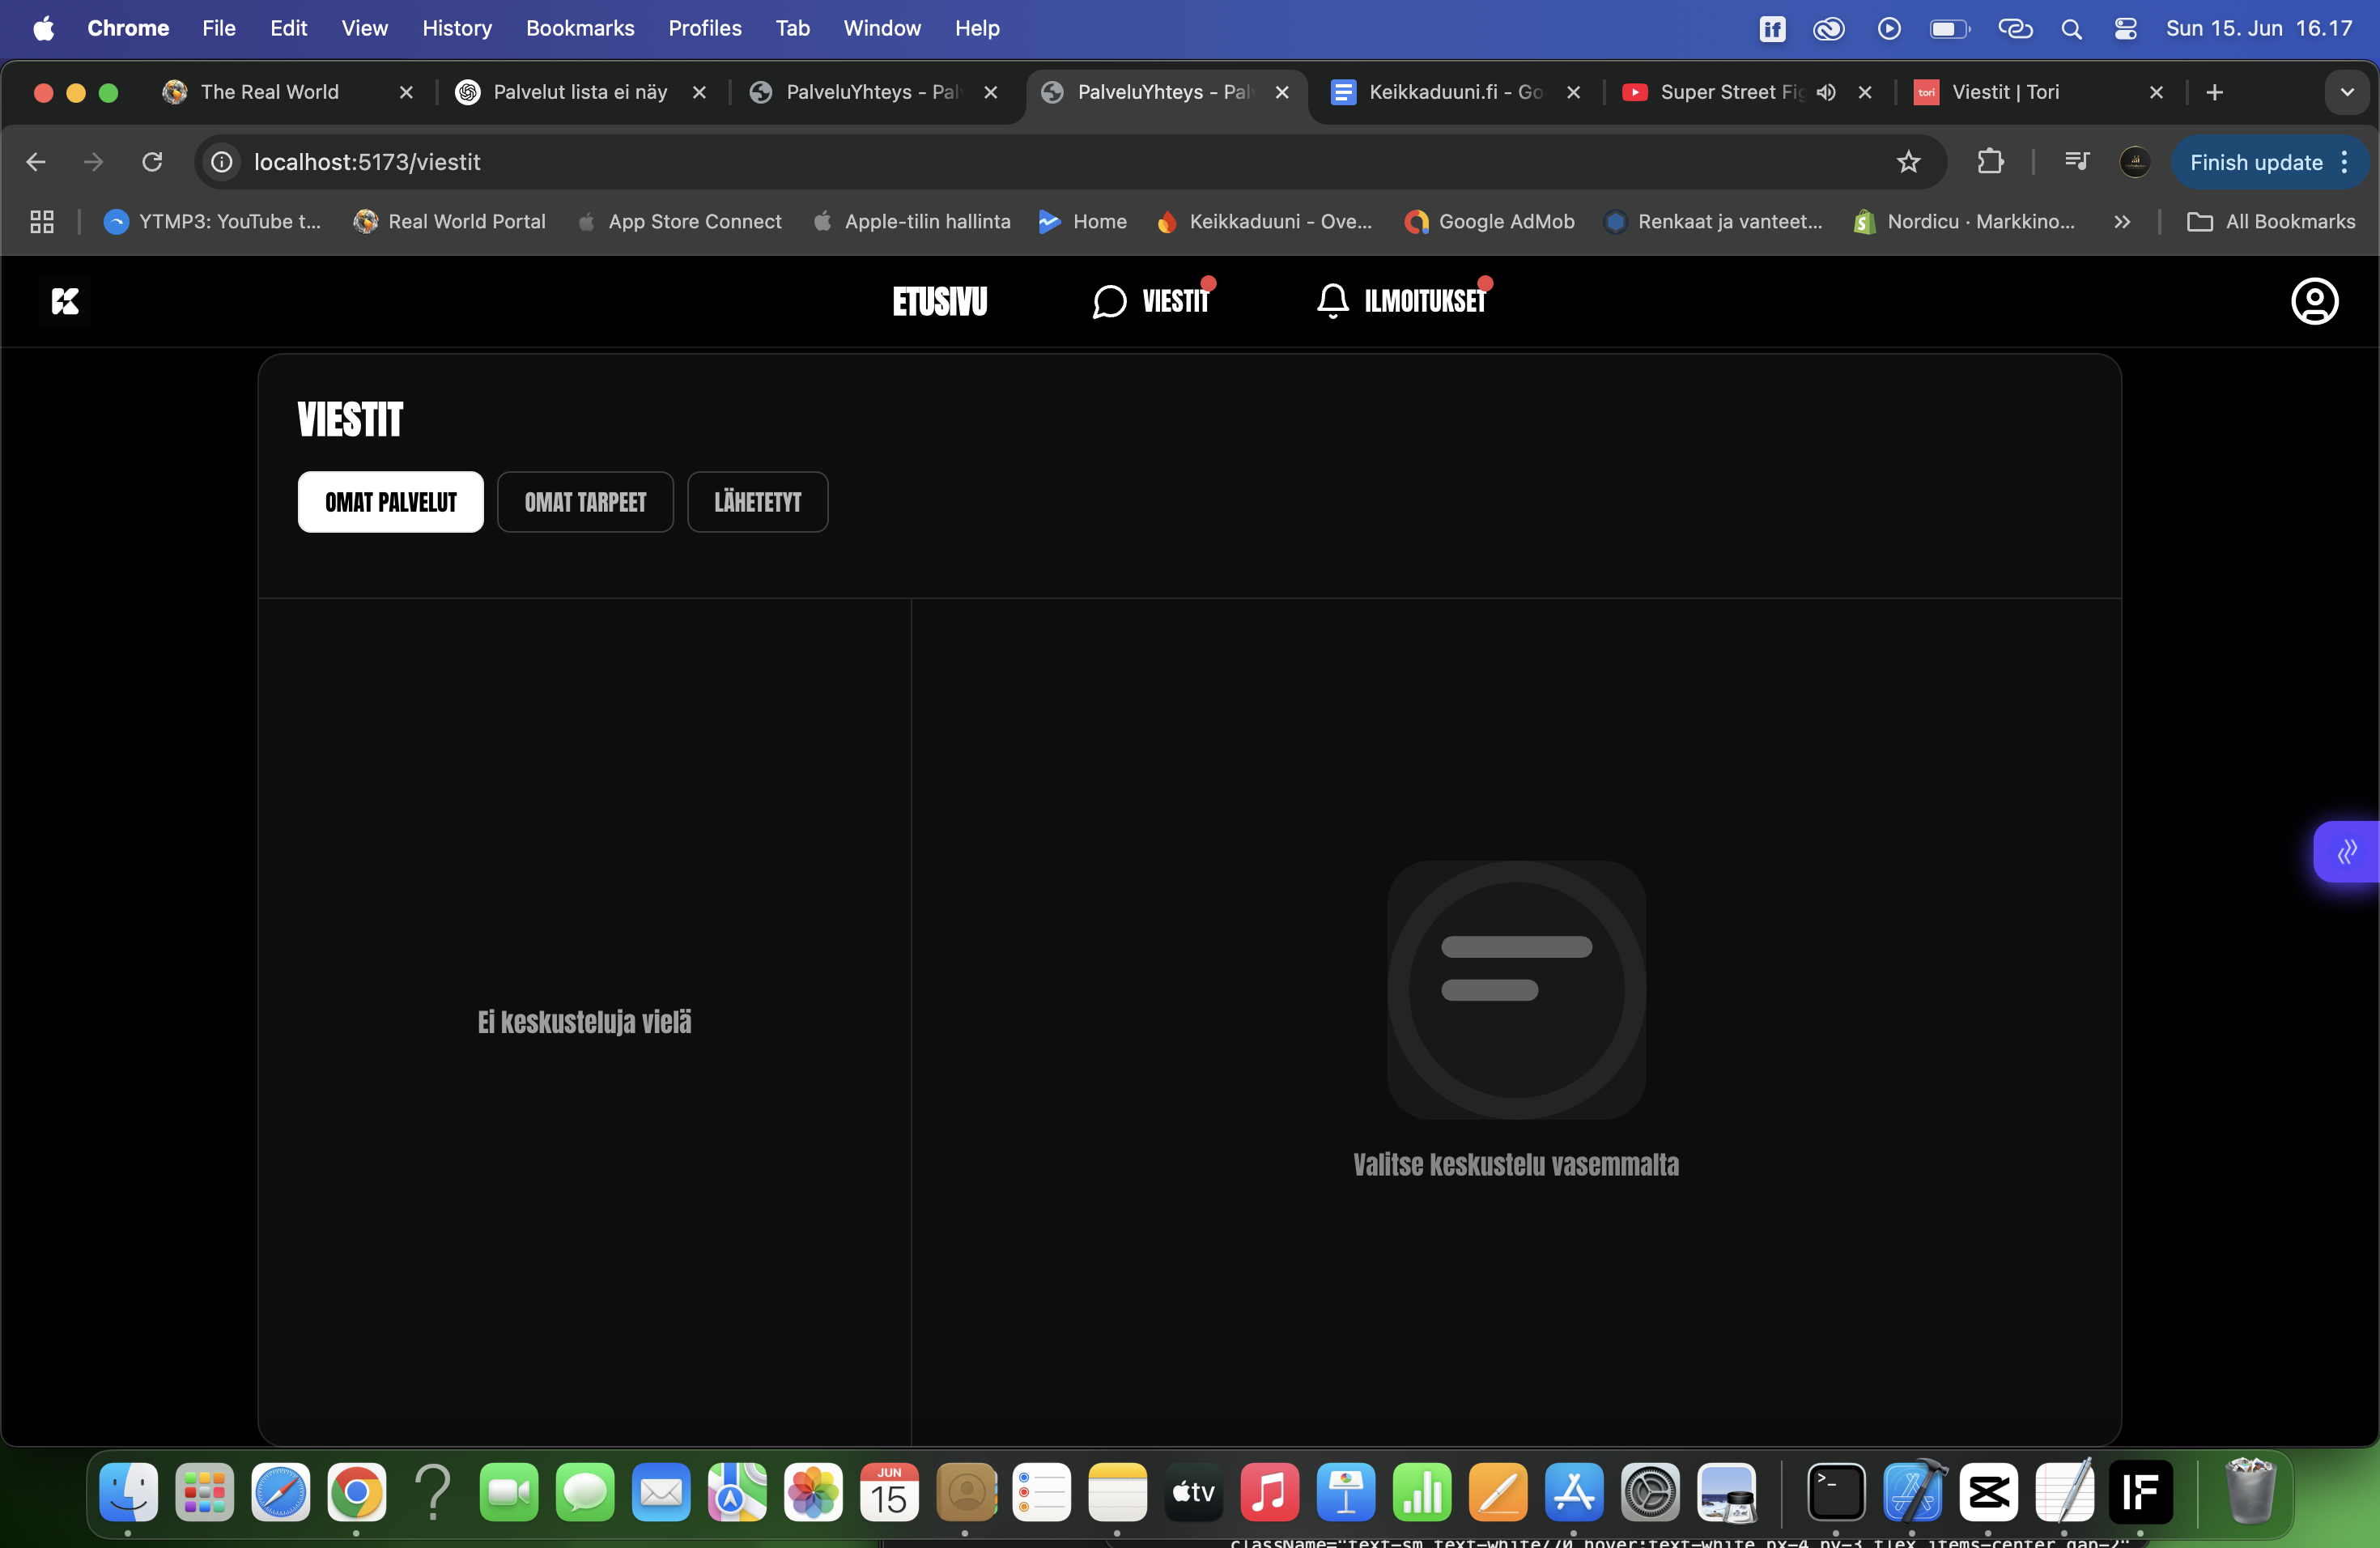 Chrome File Edit View History Bookmarks Profiles Tab Window Help if Sun 15. Jun 16.17
The Real World Palvelut lista ei näy PalveluYhteys - Pal PalveluYhteys - Pal Keikkaduuni.fi - Go Super Street Fig tori Viestit | Tori
localhost:5173/viestit Finish update
YTMP3: YouTube t... Real World Portal App Store Connect Apple-tilin hallinta Home Keikkaduuni - Ove... Google AdMob Renkaat ja vanteet... Nordicu · Markkino... All Bookmarks
K ETUSIVU VIESTIT ILMOITUKSET
VIESTIT
OMAT PALVELUT OMAT TARPEET LÄHETETYT
Ei keskusteluja vielä
Valitse keskustelu vasemmalta
JUN
15
tv
IF
className="text-sm text-white/70 hover:text-white px-4 py-3 flex items-center gap-2"